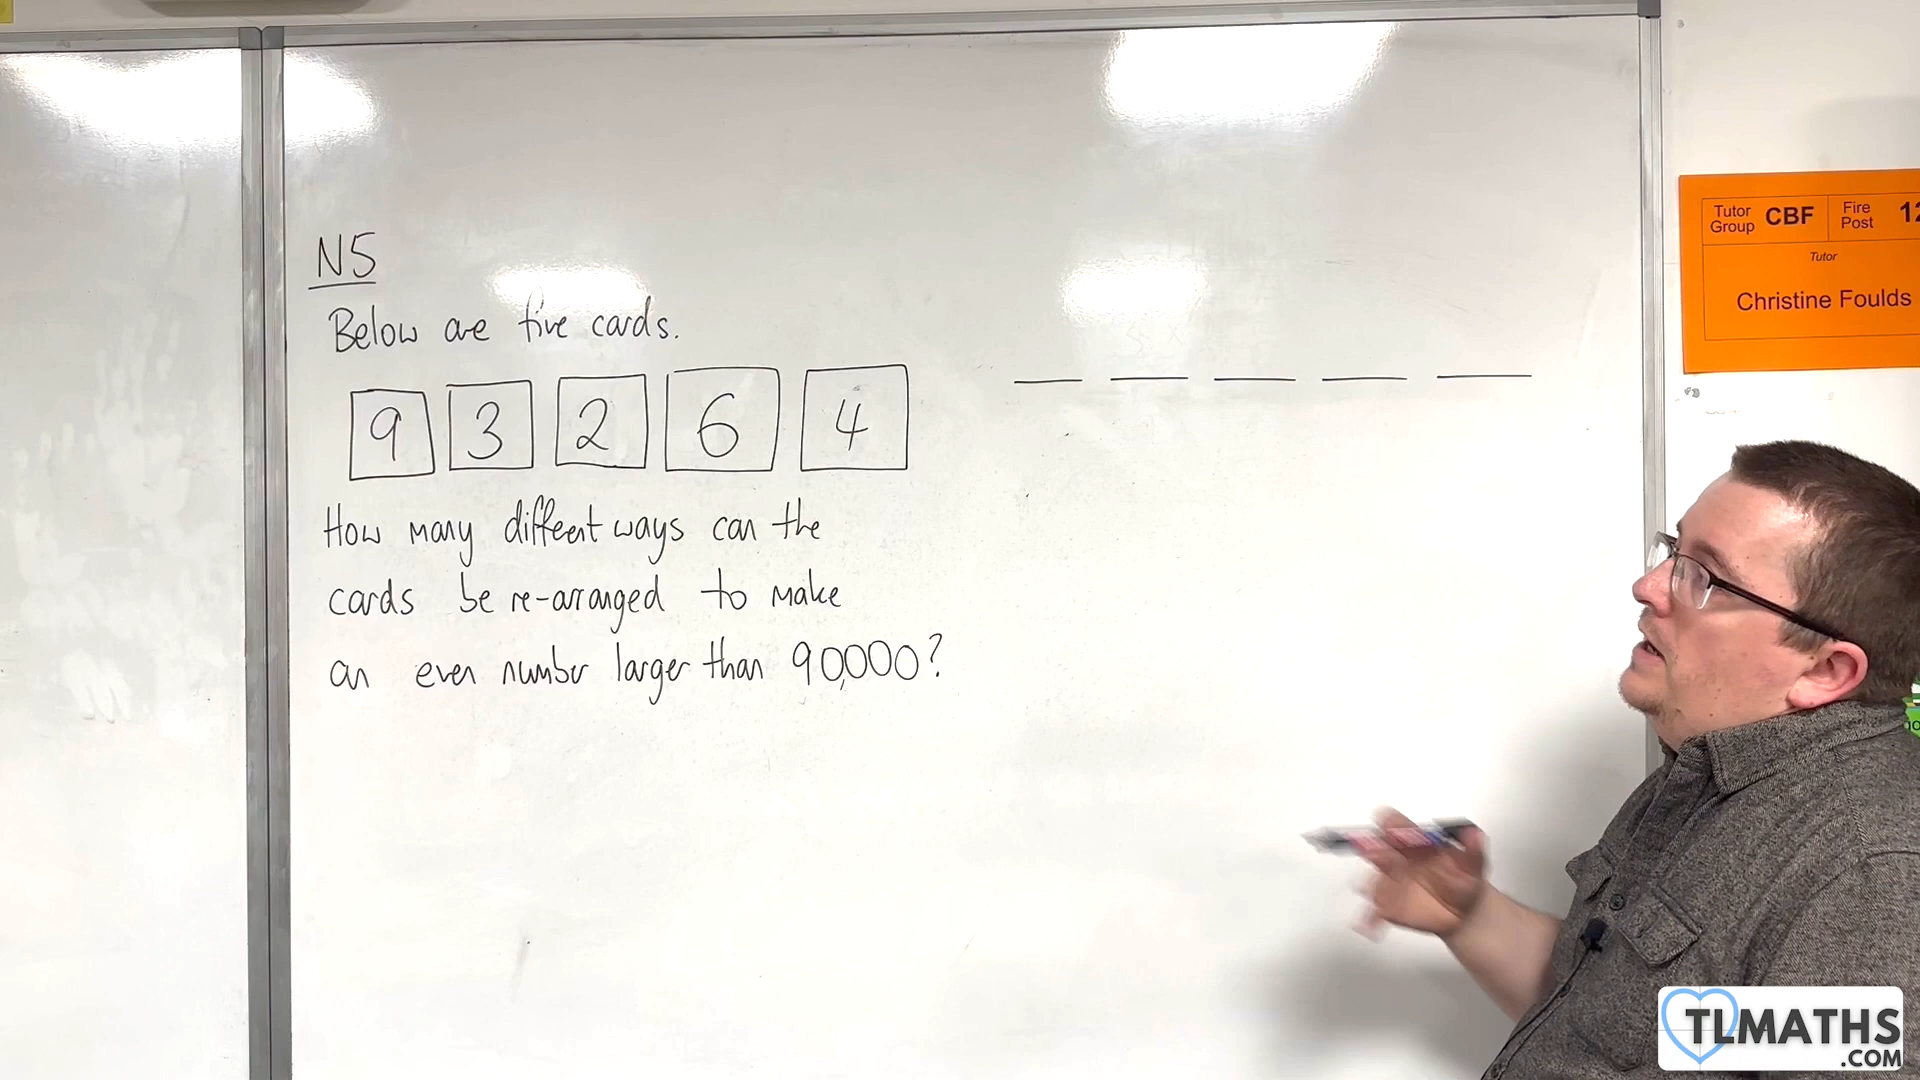 N5
Below are five cards.
9 3 2 6 4
How many different ways can the
cards be re-arranged to make
an even number larger than 90,000?
Tutor Group CBF Fire Post
Tutor
Christine Foulds
TLMATHS
.COM